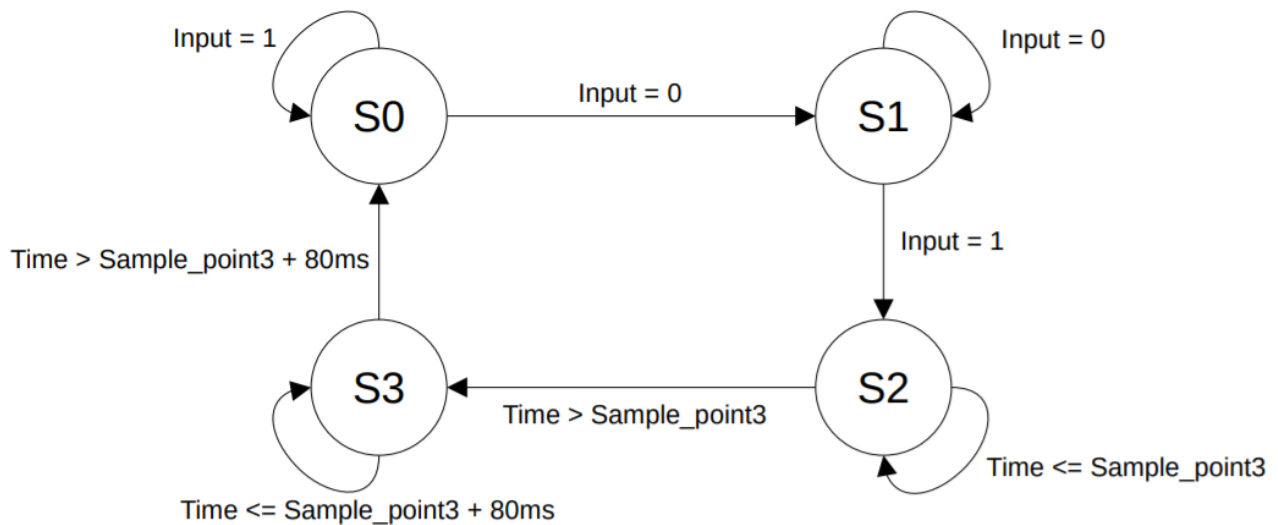 Input = 1
Input = 0
S0
Input = 0
S1
Input = 1
Time > Sample_point3 + 80ms
S3
Time > Sample_point3
S2
Time <= Sample_point3
Time <= Sample_point3 + 80ms